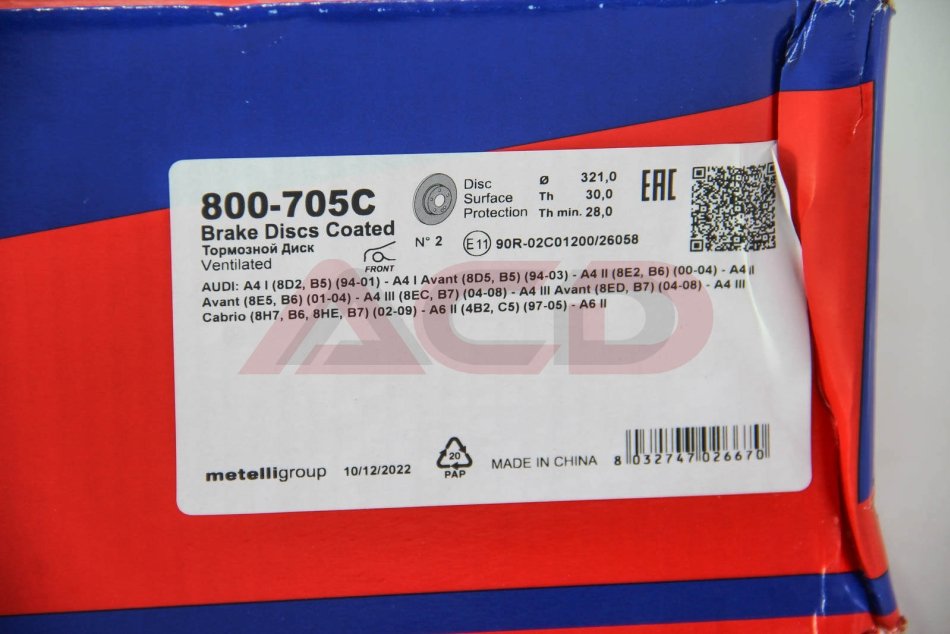 800-705C
Brake Discs Coated
Тормозной Диск
Ventilated
FRONT
N° 2
Disc
Surface
Protection
Ø 321,0
Th 30,0
Th min. 28,0
EAC
E11 90R-02C01200/26058
AUDI: A4 I (8D2, B5) (94-01) - A4 I Avant (8D5, B5) (94-03) - A4 II (8E2, B6) (00-04) - A4 II
Avant (8E5, B6) (01-04) - A4 III (8EC, B7) (04-08) - A4 III Avant (8ED, B7) (04-08) - A4 III
Cabrio (8H7, B6, 8HE, B7) (02-09) - A6 II (4B2, C5) (97-05) - A6 II
ACD
metelligroup
10/12/2022
20
PAP
MADE IN CHINA
8 032747 026670